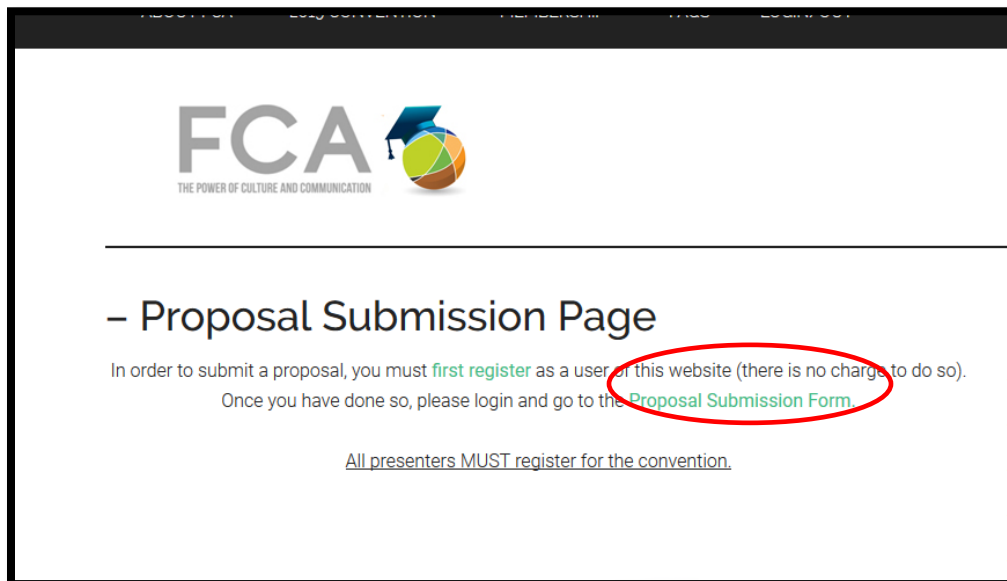 FCA
THE POWER OF CULTURE AND COMMUNICATION
– Proposal Submission Page
In order to submit a proposal, you must first register as a user of this website (there is no charge to do so).
Once you have done so, please login and go to the Proposal Submission Form.
All presenters MUST register for the convention.